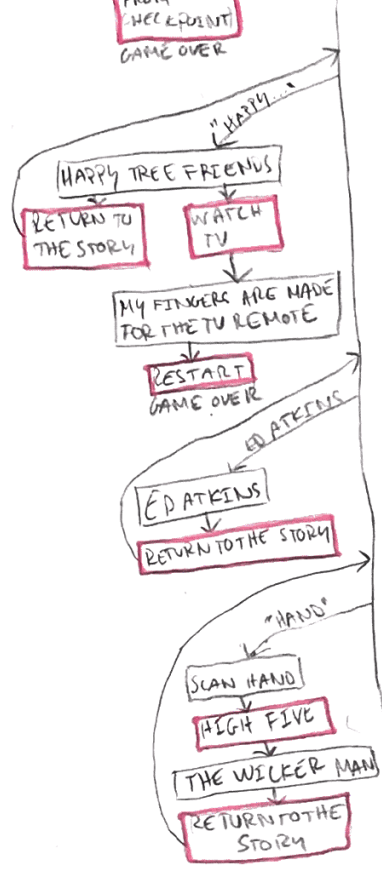 FROM
CHECKPOINT)
GAME OVER
"HAPPY..."
HAPPY TREE FRIENDS
RETURN TO
THE STORY
WATCH
TV
MY FINGERS ARE MADE
FOR THE TV REMOTE
RESTART
GAME OVER
ED ATKINS
ED ATKINS
RETURN TO THE STORY
"HAND"
SCAN HAND
HIGH FIVE
THE WICKER MAN
RETURN TO THE
STORY